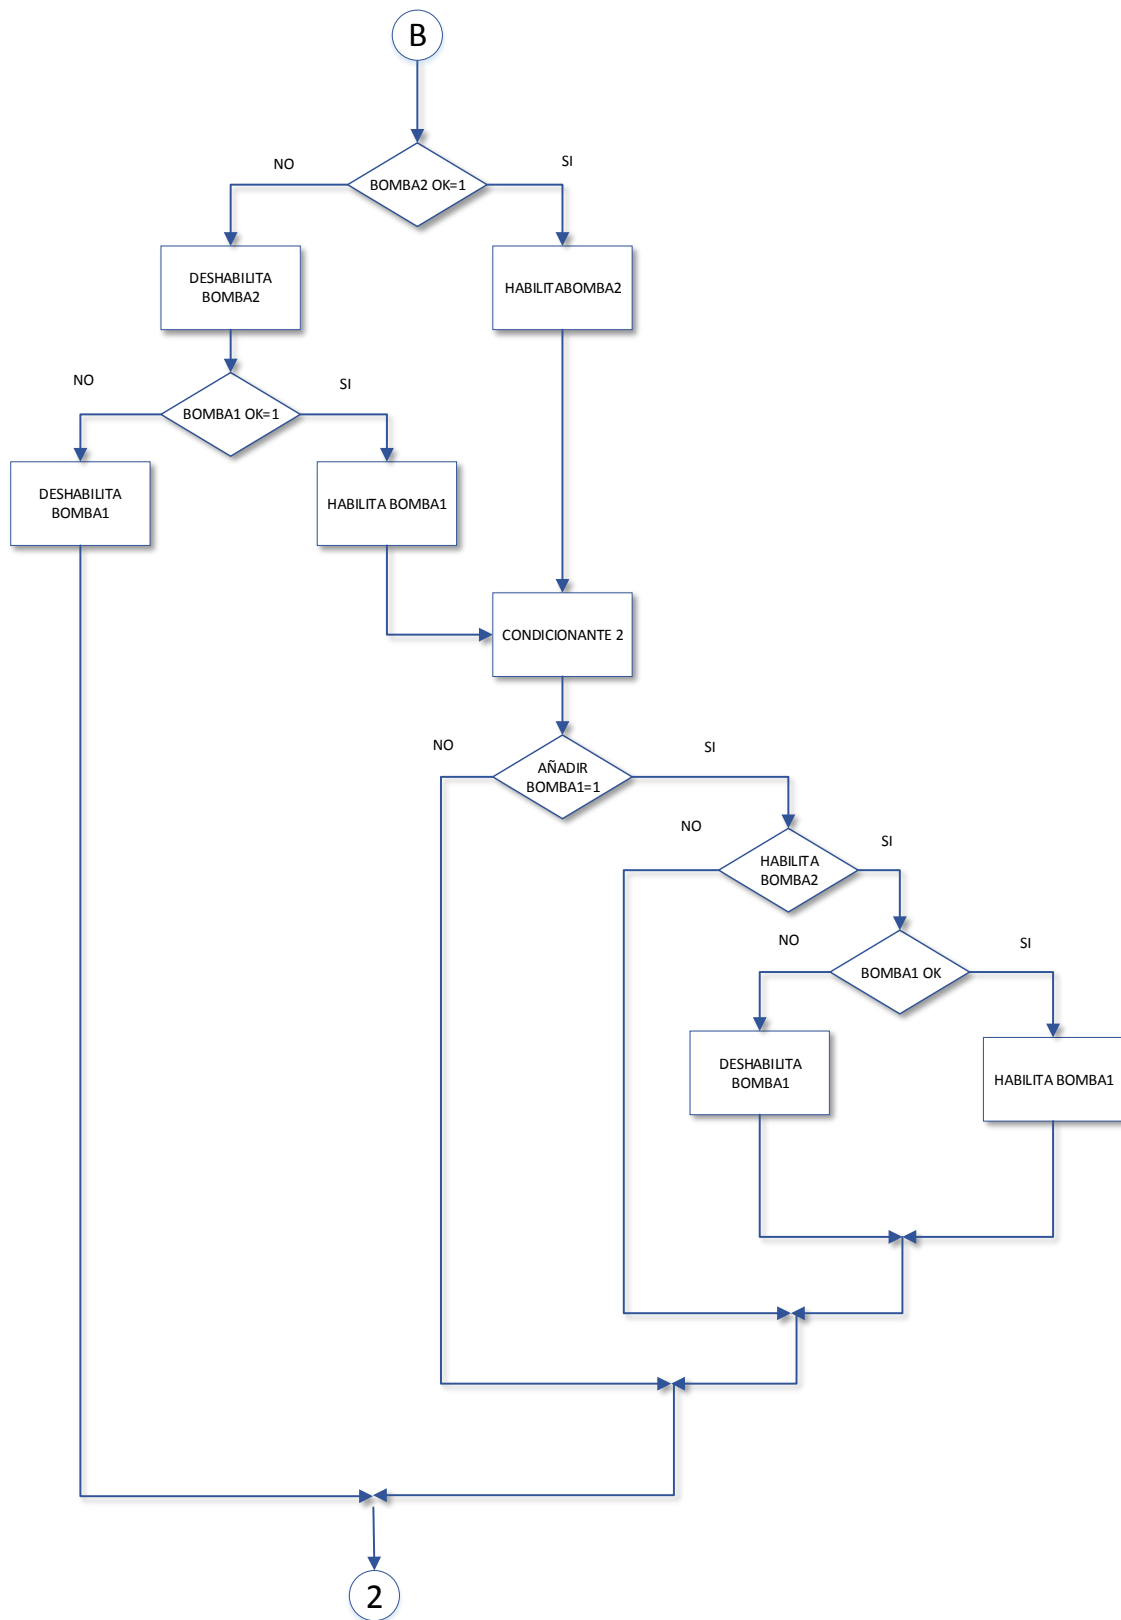 B
NO
SI
BOMBA2 OK=1
DESHABILITA
BOMBA2
HABILITABOMBA2
NO
SI
BOMBA1 OK=1
DESHABILITA
BOMBA1
HABILITA BOMBA1
CONDICIONANTE 2
NO
SI
AÑADIR
BOMBA1=1
NO
SI
HABILITA
BOMBA2
NO
SI
BOMBA1 OK
DESHABILITA
BOMBA1
HABILITA BOMBA1
2